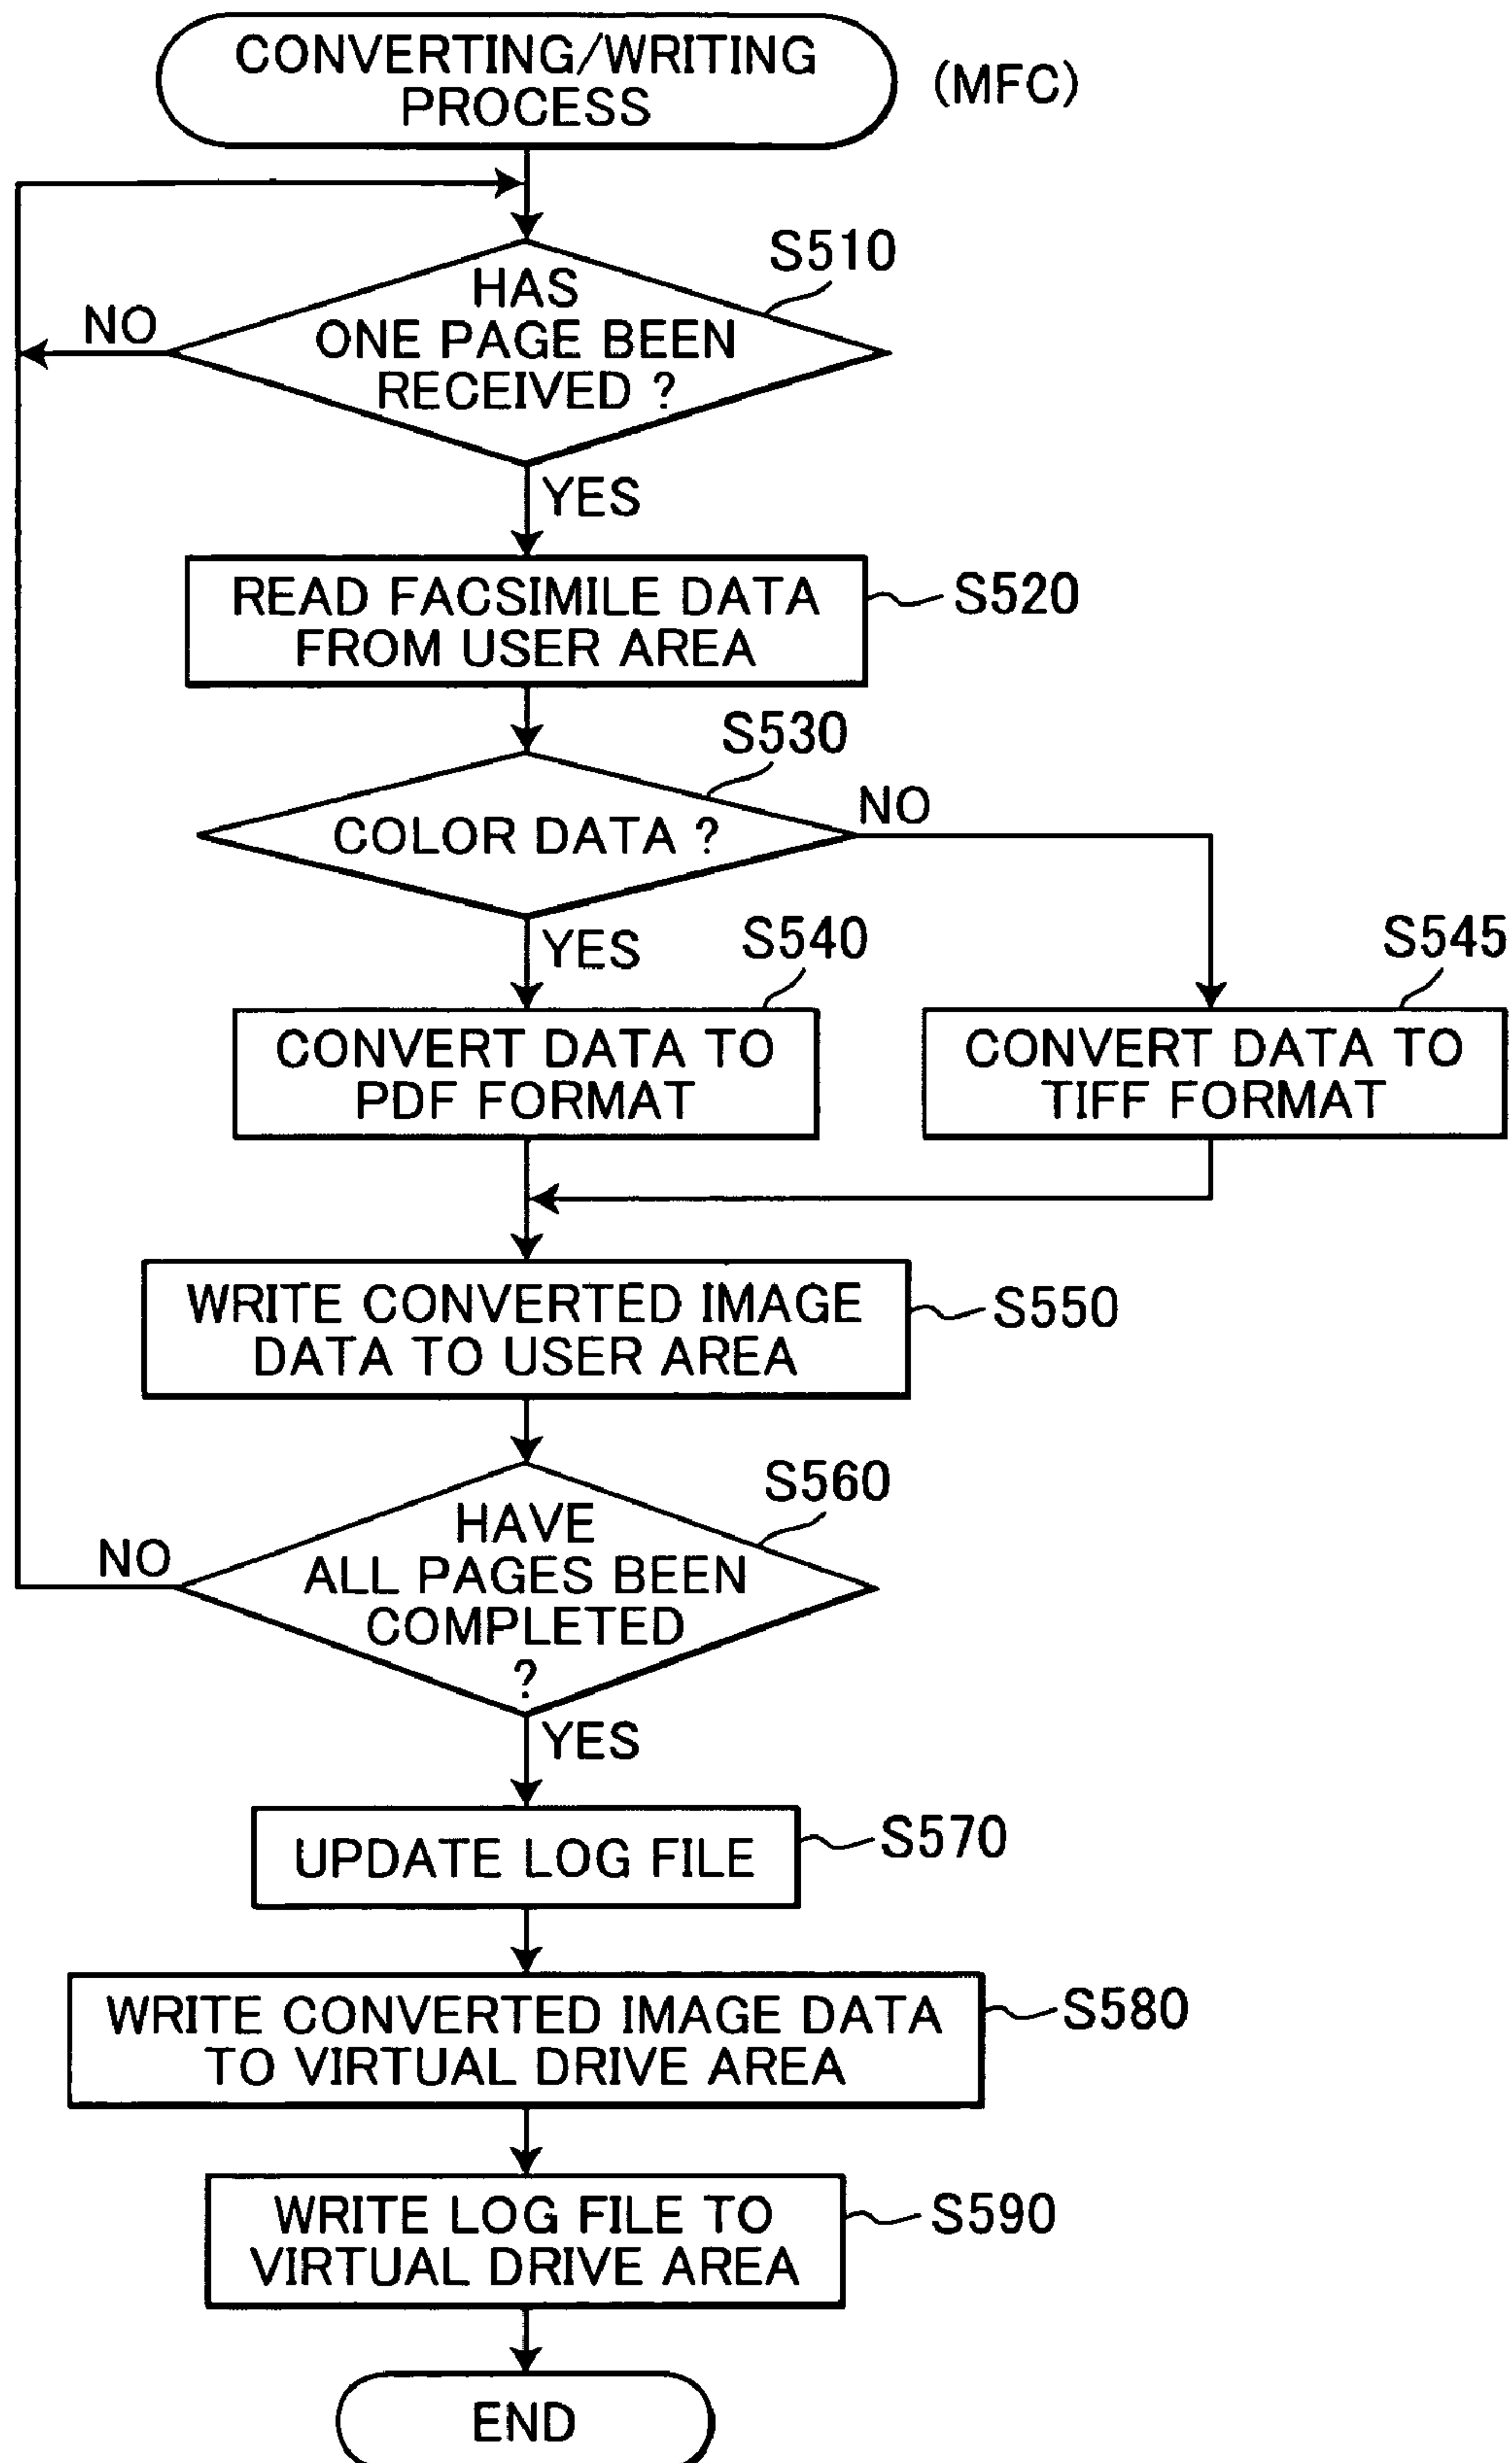 CONVERTING/WRITING
PROCESS
(MFC)
S510
HAS
ONE PAGE BEEN
RECEIVED ?
NO
YES
READ FACSIMILE DATA
FROM USER AREA
S520
S530
COLOR DATA ?
NO
YES
S540
S545
CONVERT DATA TO
PDF FORMAT
CONVERT DATA TO
TIFF FORMAT
WRITE CONVERTED IMAGE
DATA TO USER AREA
S550
S560
HAVE
ALL PAGES BEEN
COMPLETED
?
NO
YES
UPDATE LOG FILE
S570
WRITE CONVERTED IMAGE DATA
TO VIRTUAL DRIVE AREA
S580
WRITE LOG FILE TO
VIRTUAL DRIVE AREA
S590
END